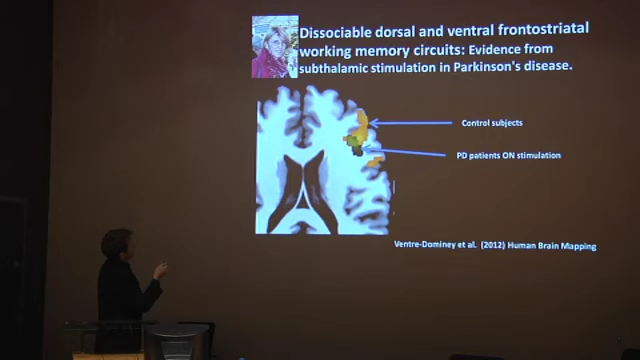 Dissociable dorsal and ventral frontostriatal
working memory circuits: Evidence from
subthalamic stimulation in Parkinson's disease.
Control subjects
PD patients ON stimulation
Ventre-Dominey et al. (2012) Human Brain Mapping